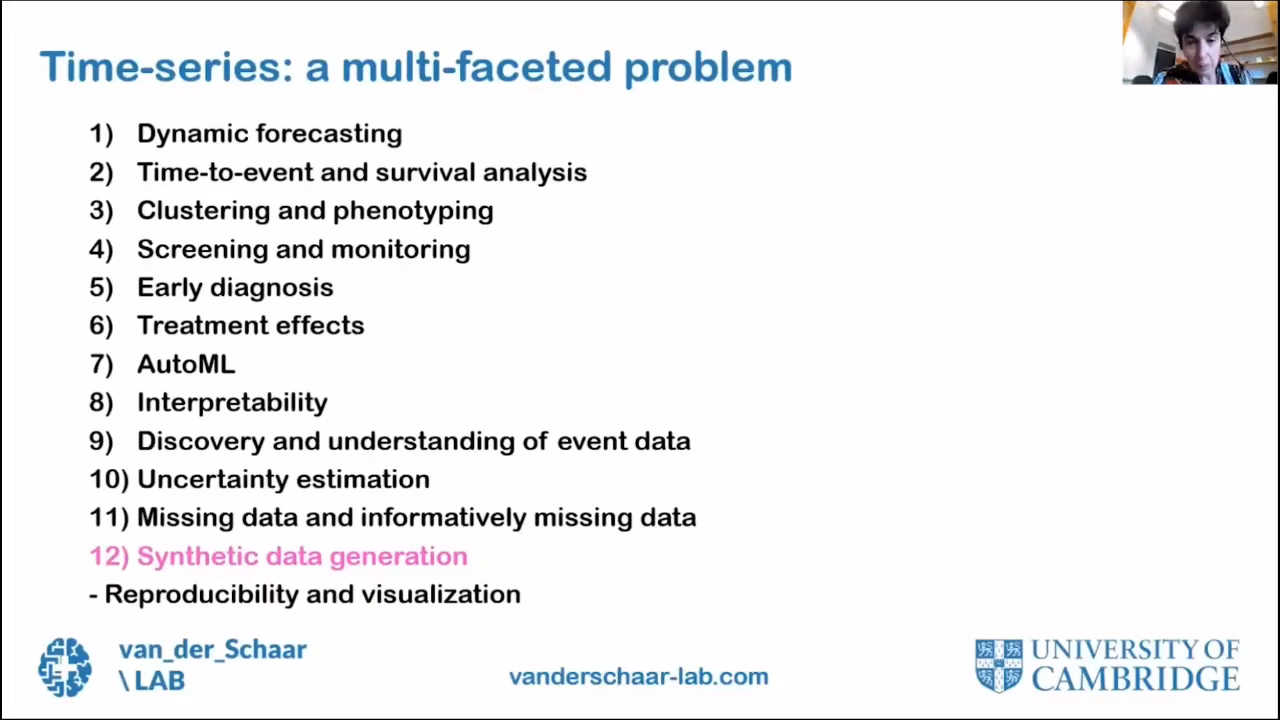 Time-series: a multi-faceted problem
1) Dynamic forecasting
2) Time-to-event and survival analysis
3) Clustering and phenotyping
4) Screening and monitoring
5) Early diagnosis
6) Treatment effects
7) AutoML
8) Interpretability
9) Discovery and understanding of event data
10) Uncertainty estimation
11) Missing data and informatively missing data
12) Synthetic data generation
- Reproducibility and visualization
van_der_Schaar
\ LAB
vanderschaar-lab.com
UNIVERSITY OF
CAMBRIDGE